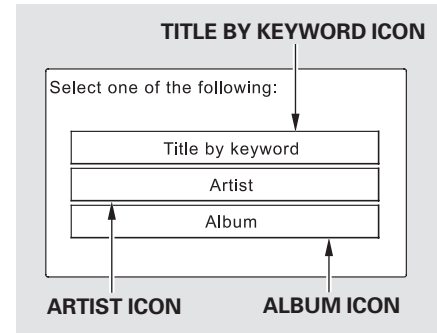 TITLE BY KEYWORD ICON
Select one of the following:
Title by keyword
Artist
Album
ARTIST ICON
ALBUM ICON